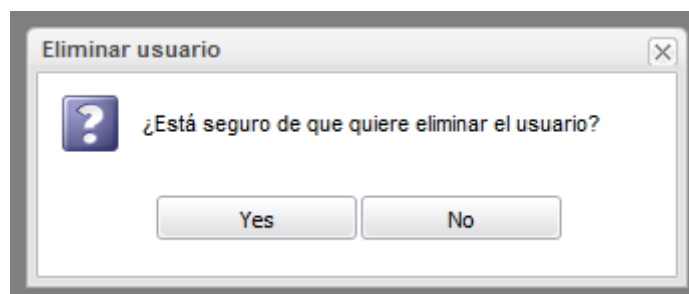 Eliminar usuario
¿Está seguro de que quiere eliminar el usuario?
Yes No